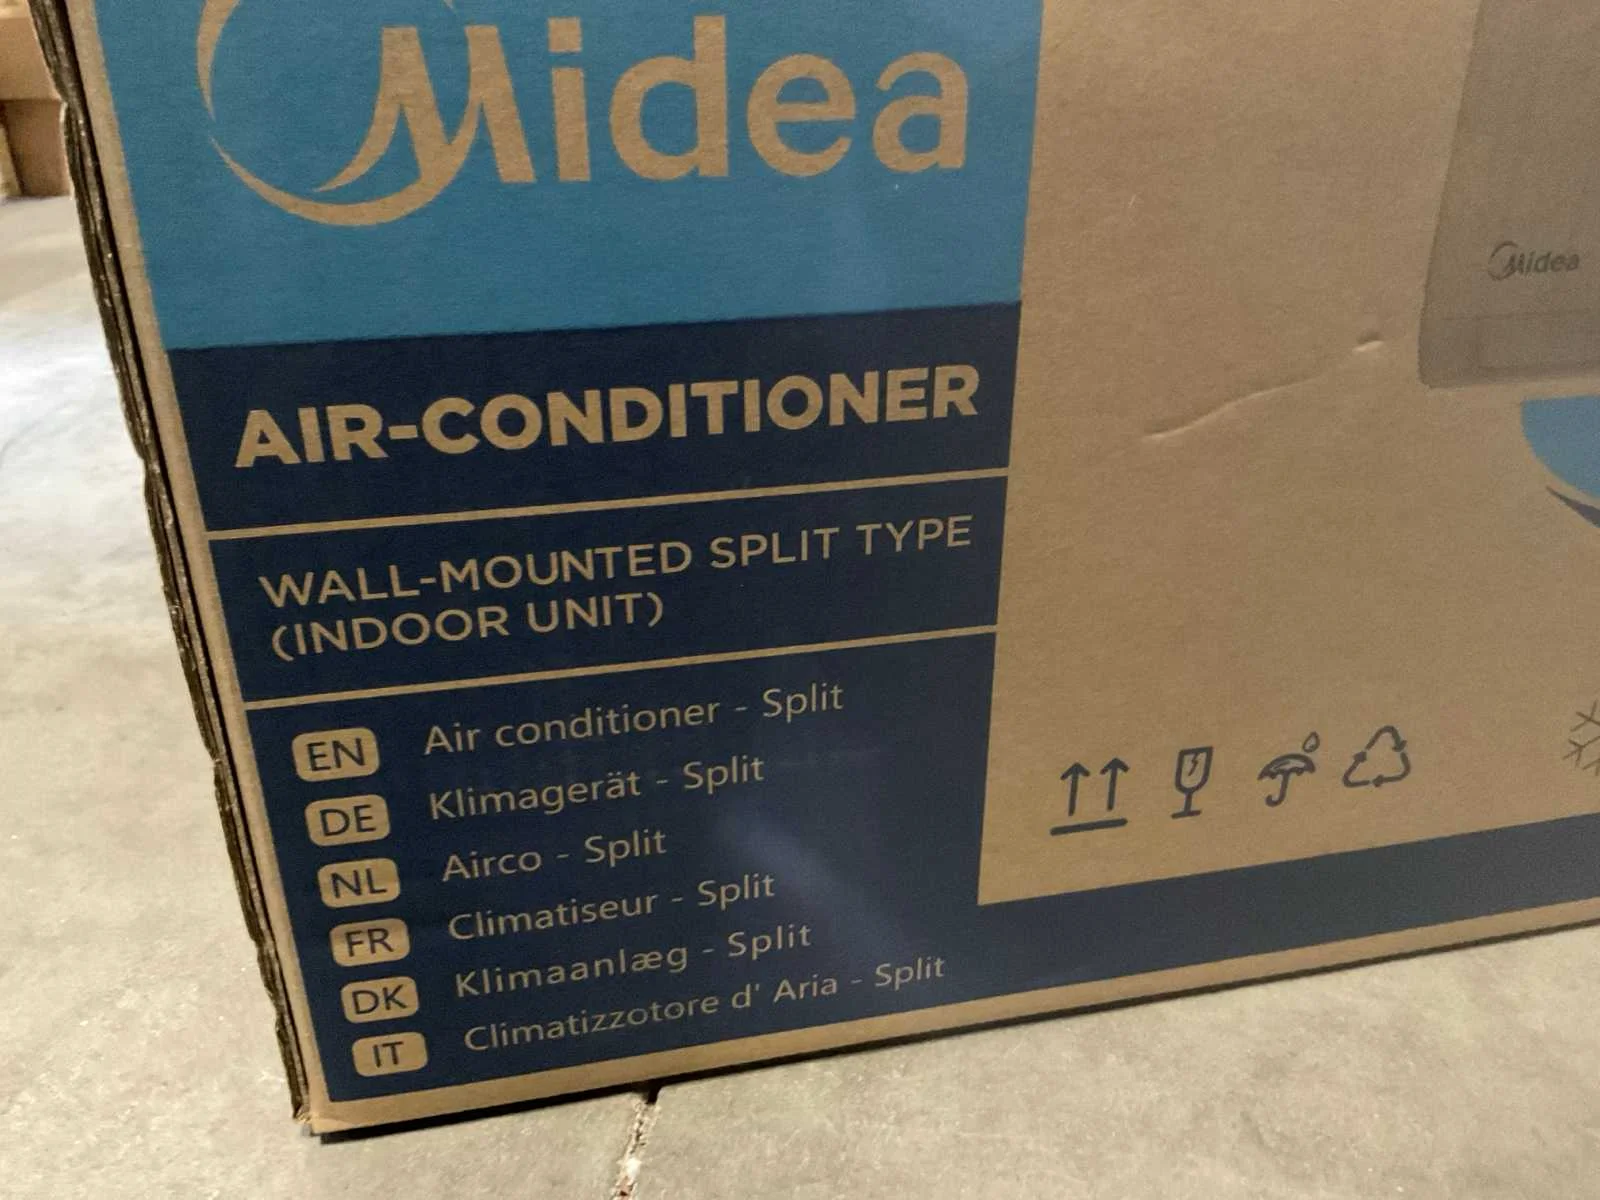 Midea
Midea
AIR-CONDITIONER
WALL-MOUNTED SPLIT TYPE
(INDOOR UNIT)
EN Air conditioner - Split
DE Klimagerät - Split
NL Airco - Split
FR Climatiseur - Split
DK Klimaanlæg - Split
IT Climatizzotore d' Aria - Split